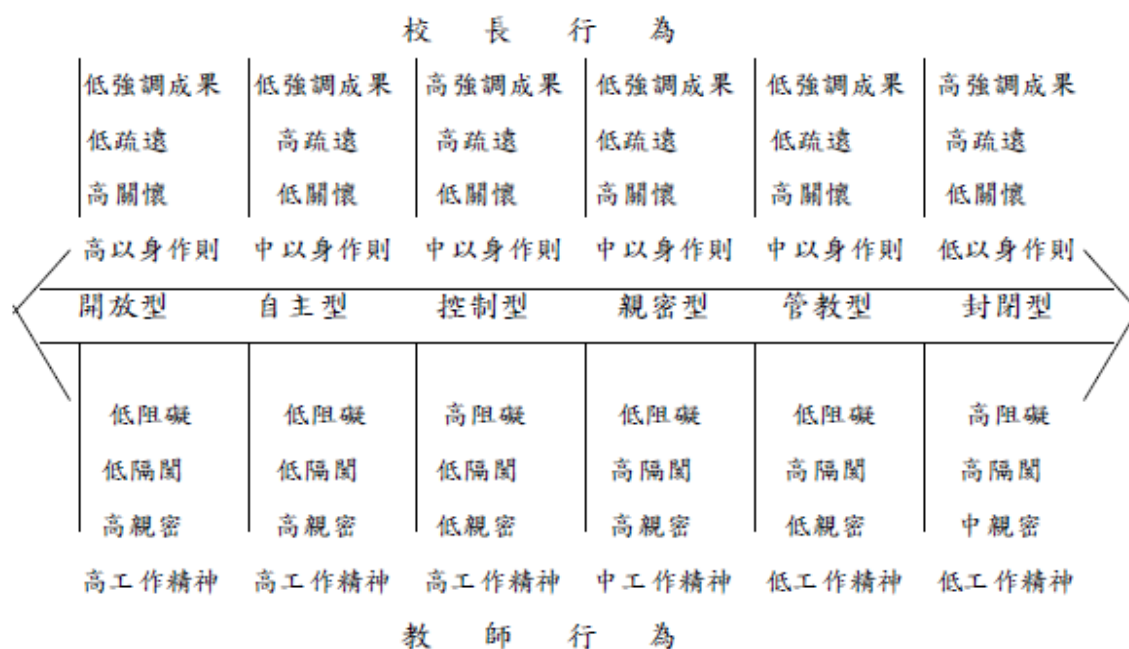 校 長 行 為
低強調成果 低強調成果 高強調成果 低強調成果 低強調成果 高強調成果
低疏遠 高疏遠 高疏遠 低疏遠 低疏遠 高疏遠
高關懷 低關懷 低關懷 高關懷 高關懷 低關懷
高以身作則 中以身作則 中以身作則 中以身作則 中以身作則 低以身作則
開放型 自主型 控制型 親密型 管教型 封閉型
低阻礙 低阻礙 高阻礙 低阻礙 低阻礙 高阻礙
低隔閡 低隔閡 低隔閡 高隔閡 高隔閡 高隔閡
高親密 高親密 低親密 高親密 低親密 中親密
高工作精神 高工作精神 高工作精神 中工作精神 低工作精神 低工作精神
教 師 行 為